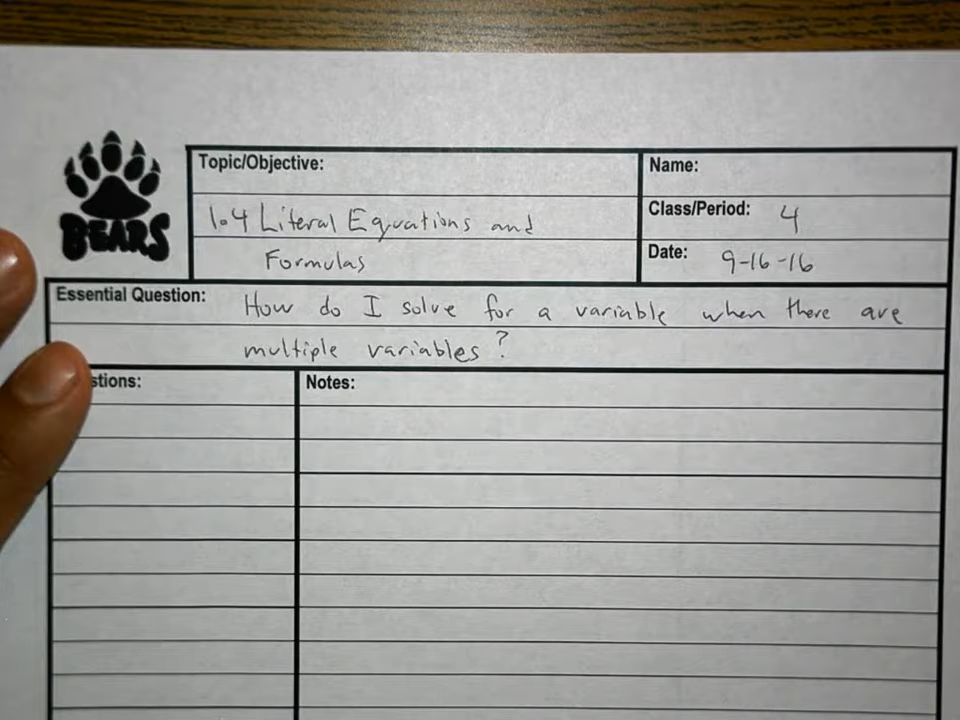 BEARS
Topic/Objective:
1.4 Literal Equations and
Formulas
Name:
Class/Period: 4
Date: 9-16-16
Essential Question: How do I solve for a variable when there are
multiple variables?
stions:
Notes: